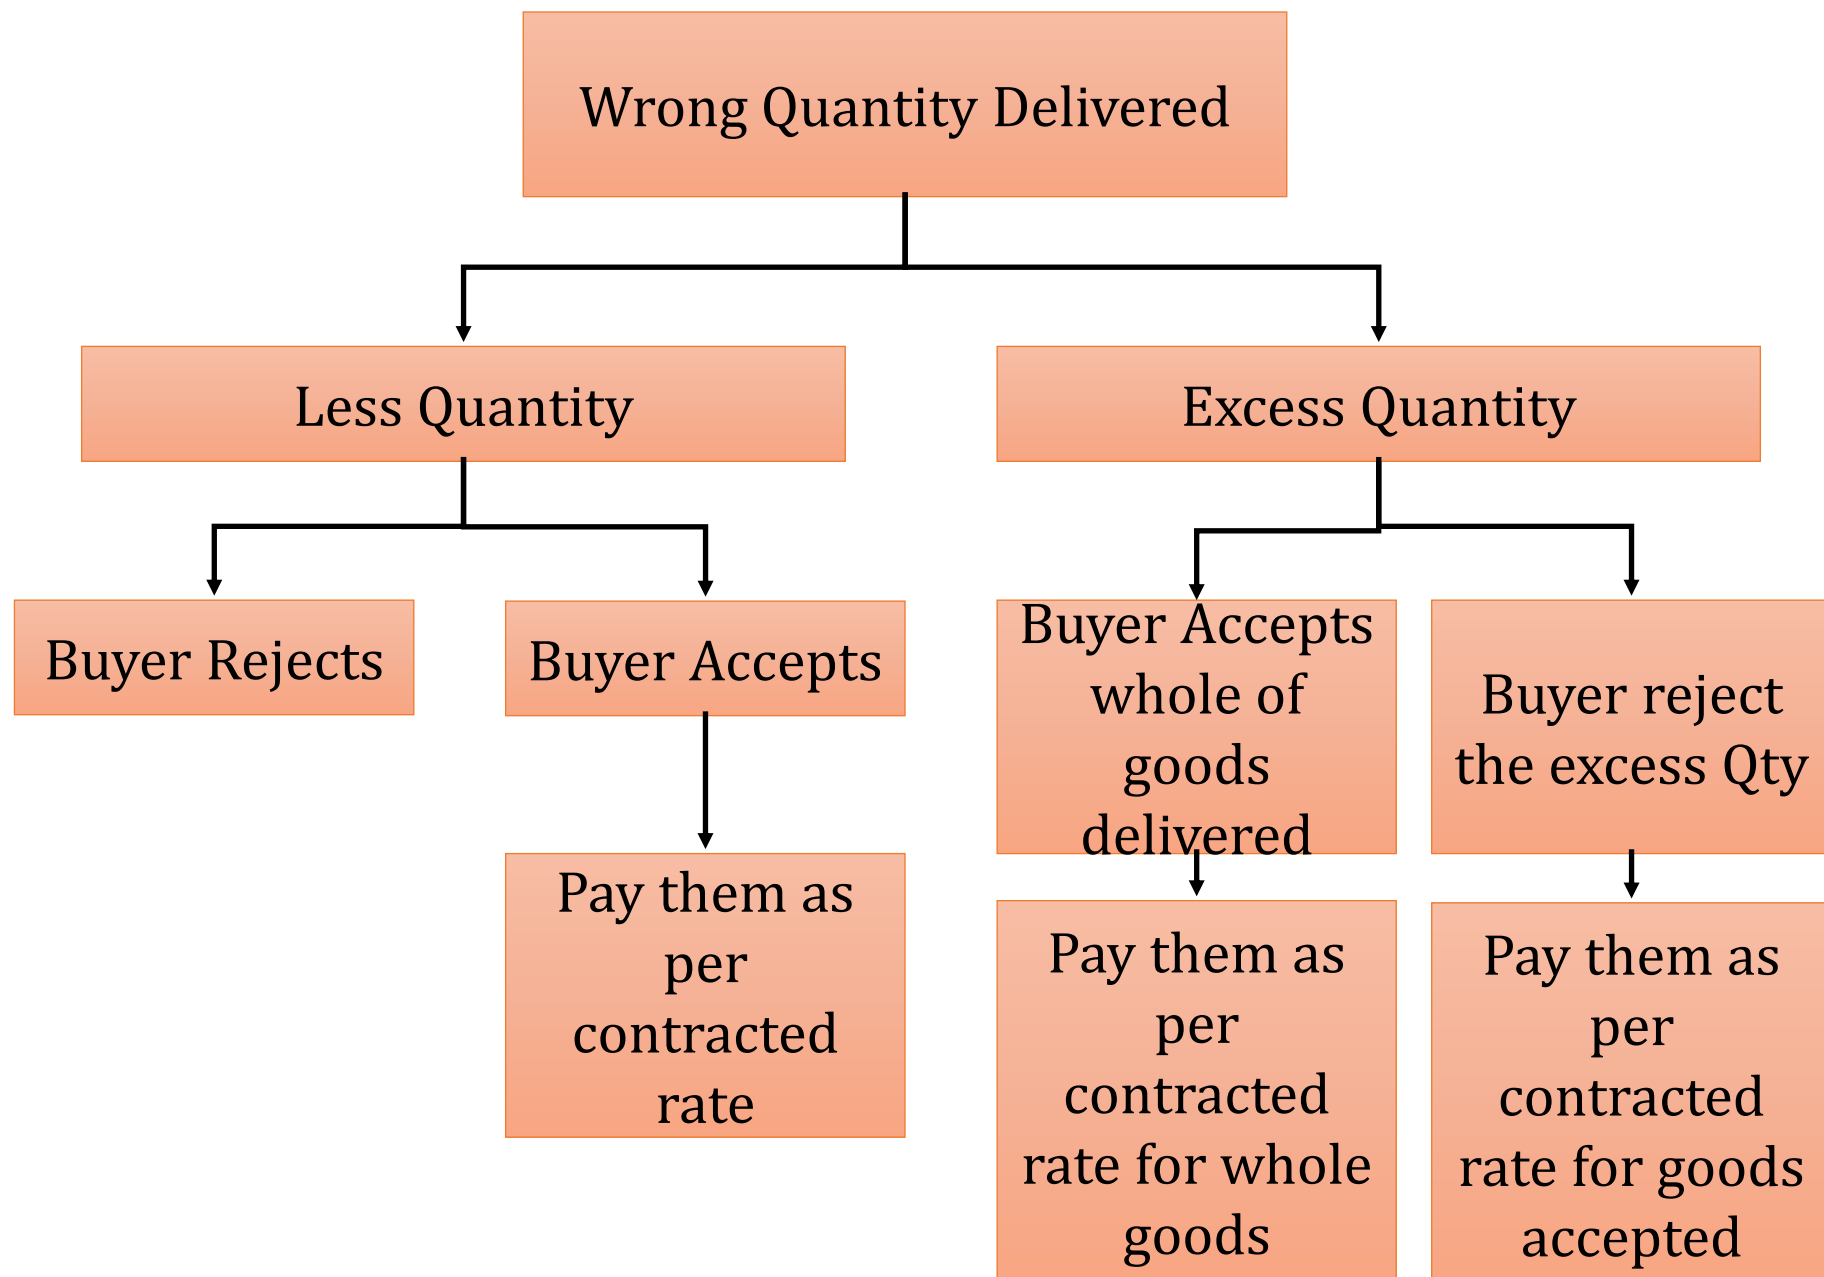 Wrong Quantity Delivered
Less Quantity
Excess Quantity
Buyer Rejects
Buyer Accepts
Buyer Accepts
whole of
goods
delivered
Buyer reject
the excess Qty
Pay them as
per
contracted
rate
Pay them as
per
contracted
rate for whole
goods
Pay them as
per
contracted
rate for goods
accepted